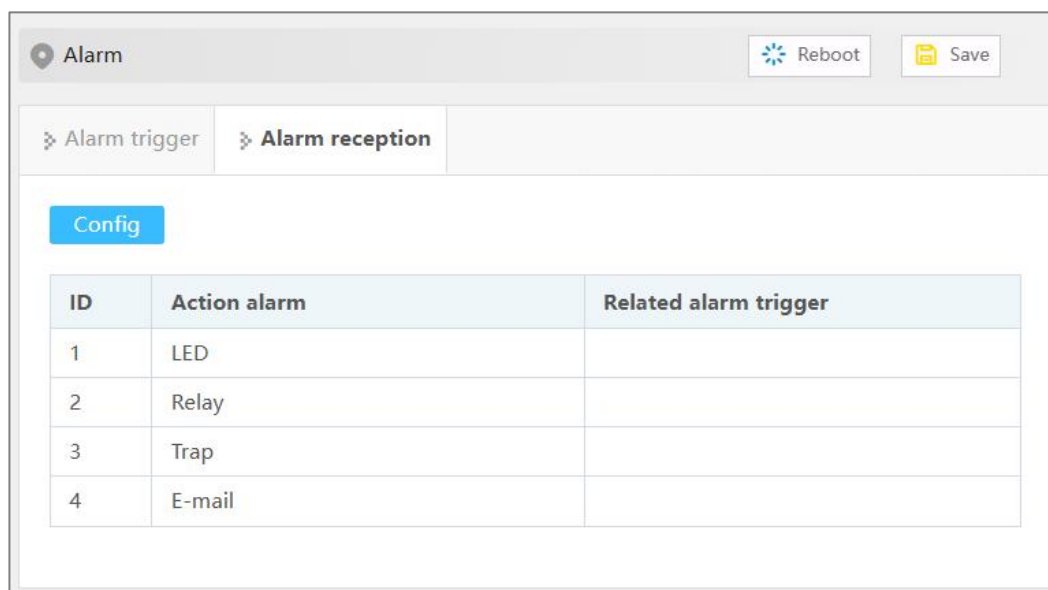 Alarm Reboot Save
Alarm trigger Alarm reception
Config
ID Action alarm Related alarm trigger
1 LED
2 Relay
3 Trap
4 E-mail